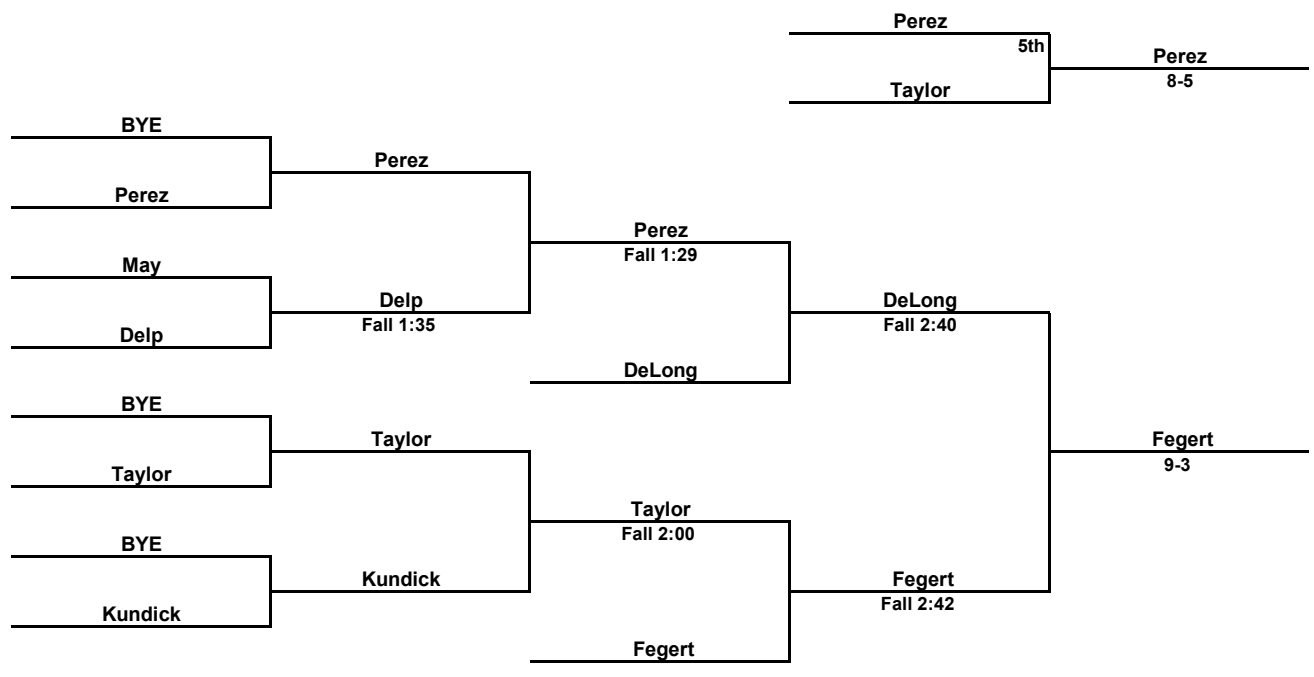 Perez
5th
Perez
8-5
Taylor
BYE
Perez
Perez
Perez
Fall 1:29
May
Delp
Fall 1:35
DeLong
Fall 2:40
Delp
DeLong
BYE
Taylor
Fegert
9-3
Taylor
Taylor
Fall 2:00
BYE
Kundick
Fegert
Fall 2:42
Kundick
Fegert